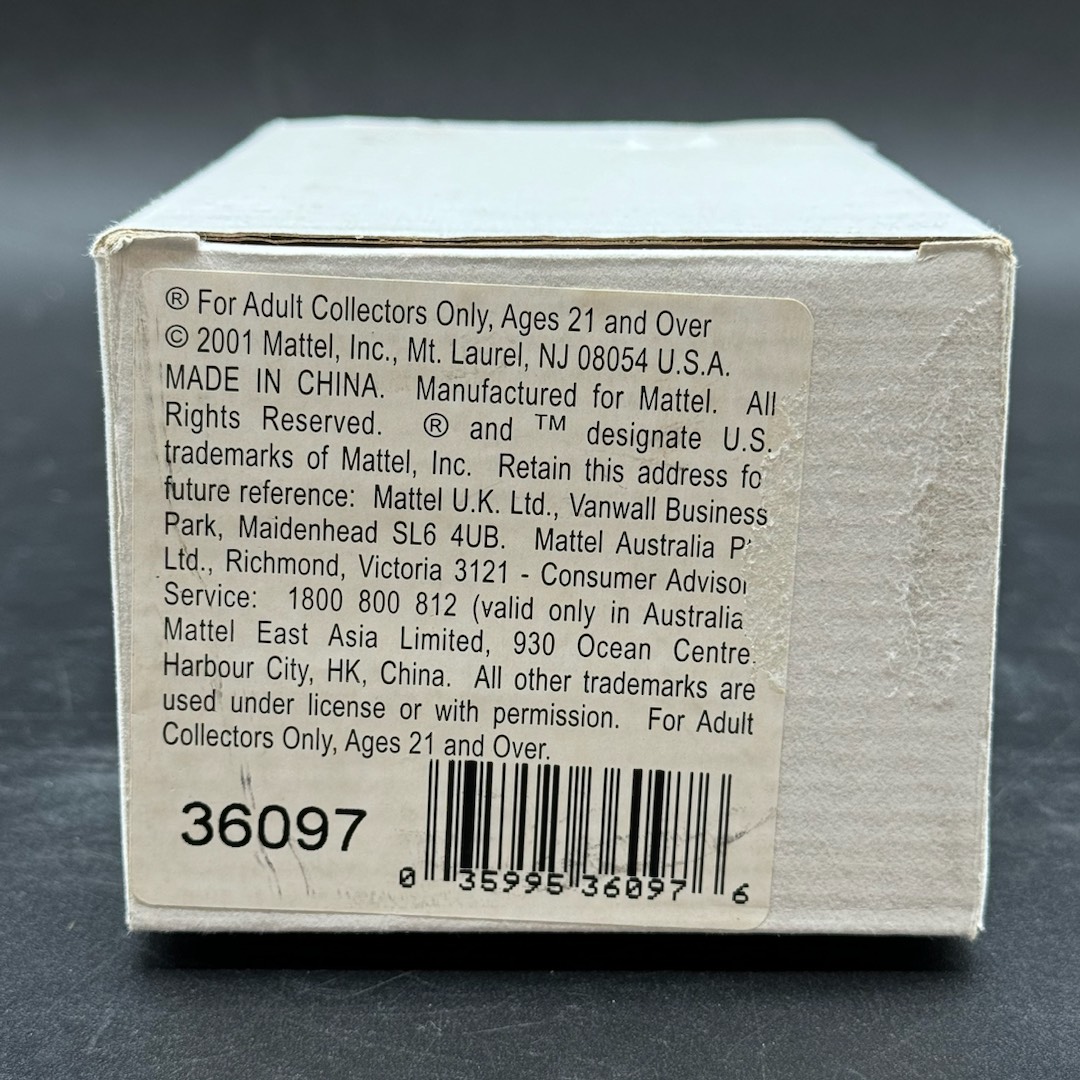 ® For Adult Collectors Only, Ages 21 and Over
© 2001 Mattel, Inc., Mt. Laurel, NJ 08054 U.S.A.
MADE IN CHINA. Manufactured for Mattel. All
Rights Reserved. ® and ™ designate U.S.
trademarks of Mattel, Inc. Retain this address fo
future reference: Mattel U.K. Ltd., Vanwall Business
Park, Maidenhead SL6 4UB. Mattel Australia P
Ltd., Richmond, Victoria 3121 - Consumer Adviso
Service: 1800 800 812 (valid only in Australia
Mattel East Asia Limited, 930 Ocean Centre
Harbour City, HK, China. All other trademarks are
used under license or with permission. For Adult
Collectors Only, Ages 21 and Over.
36097
0 35995 36097 6